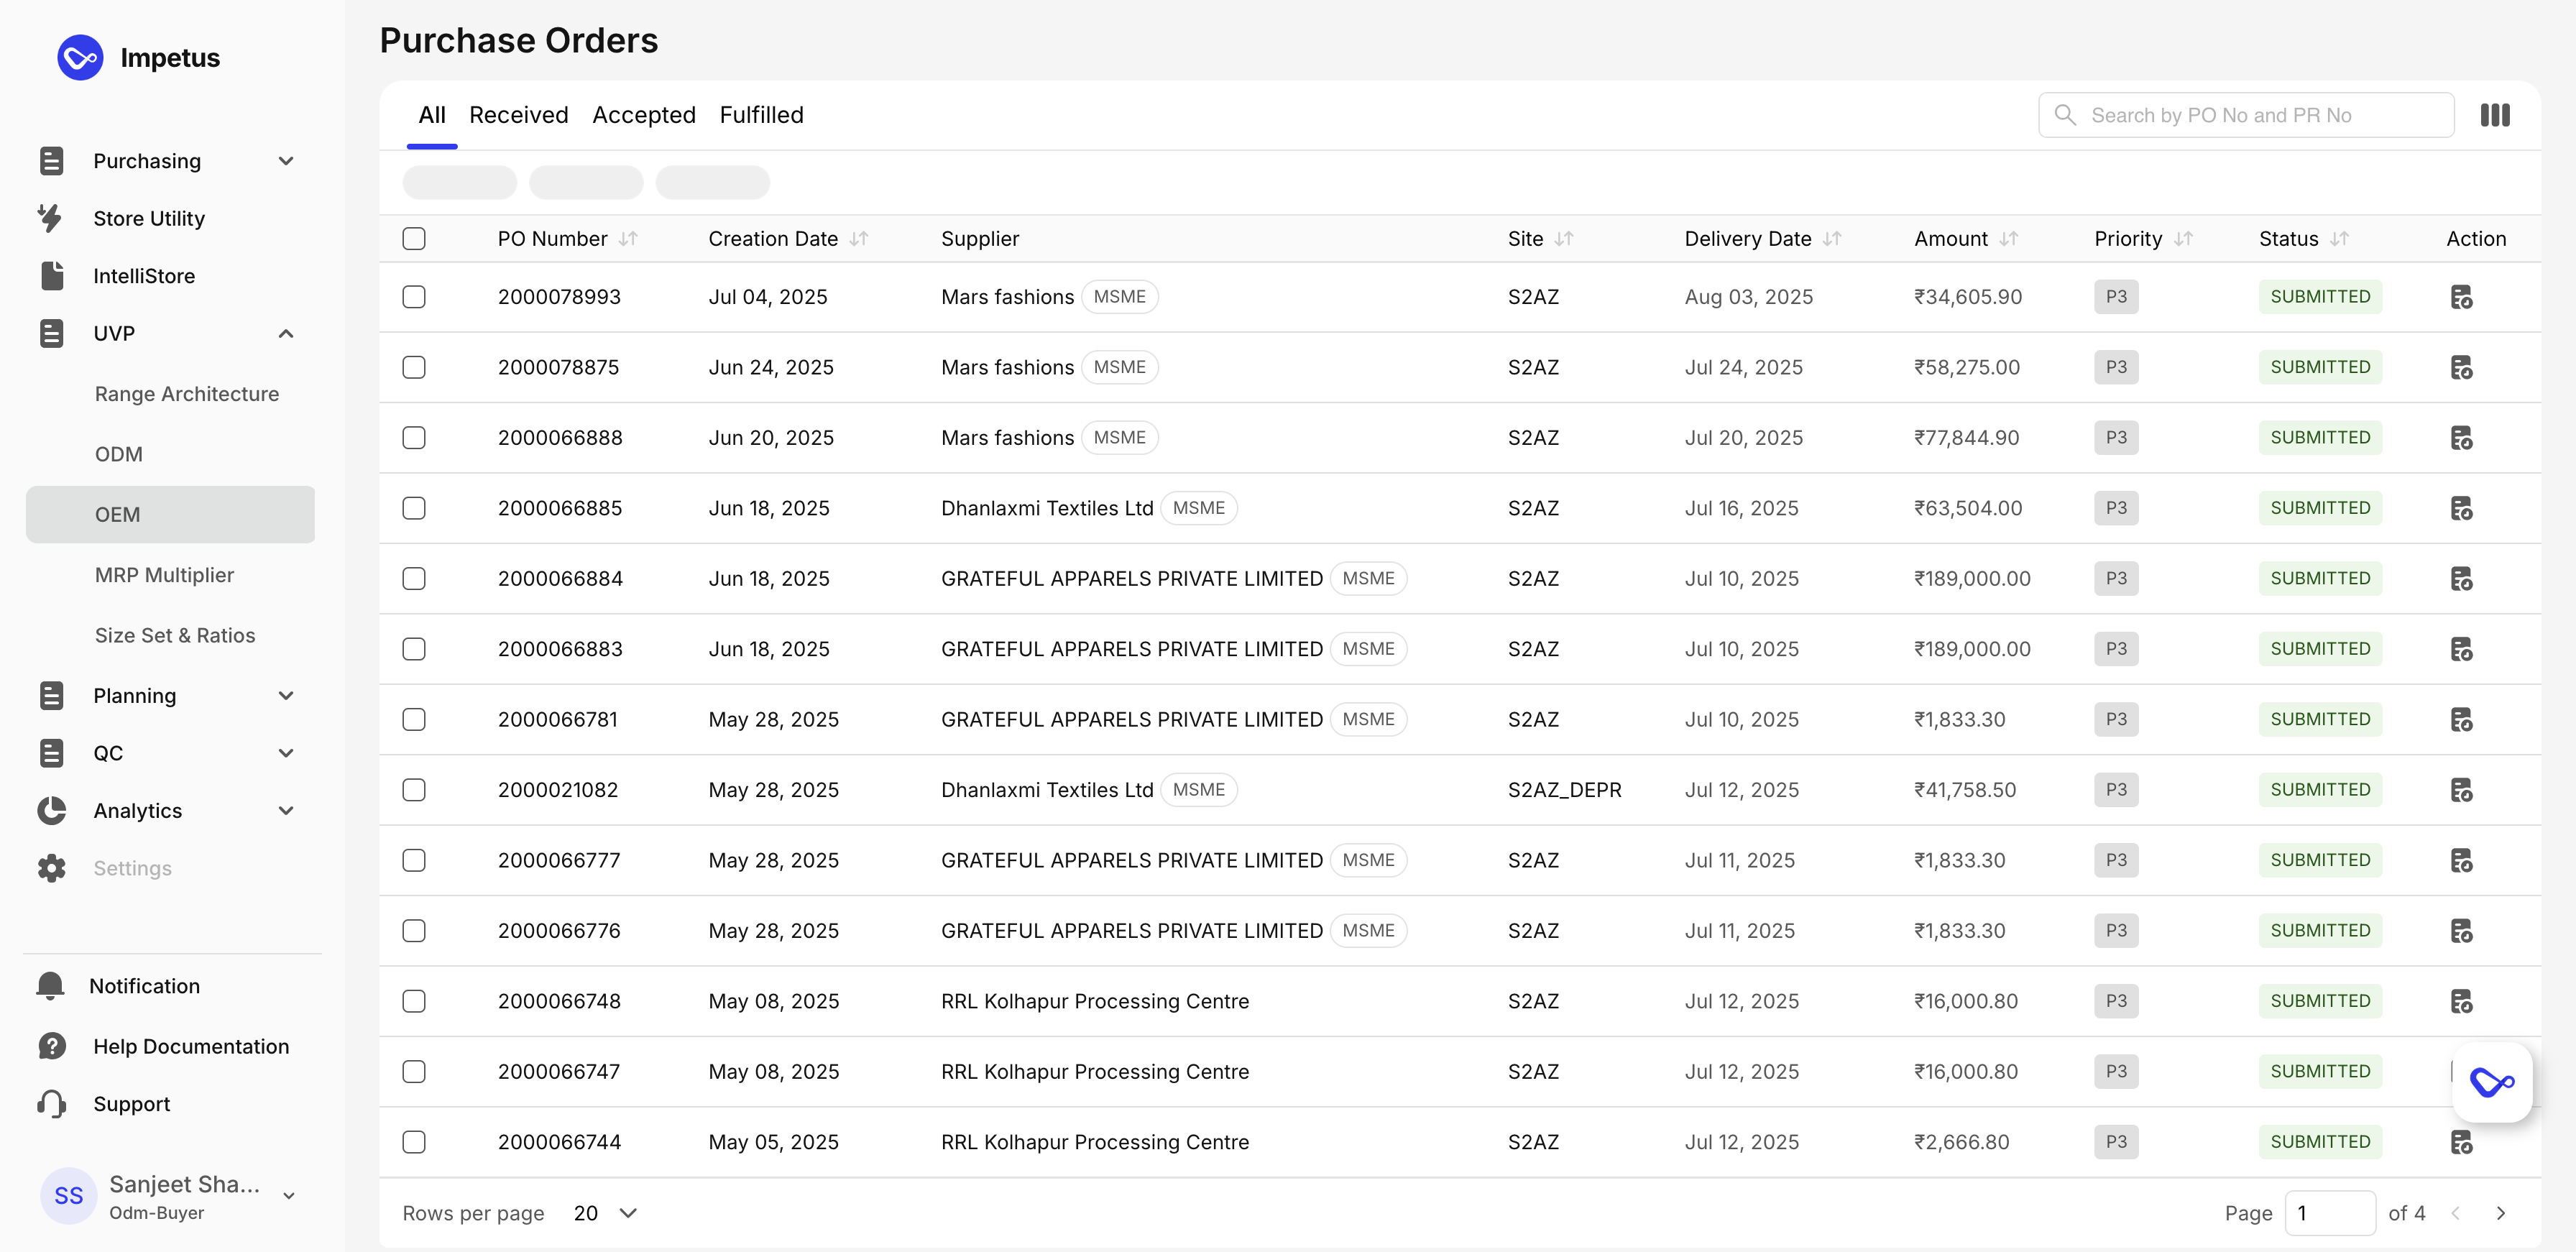 Impetus
Purchasing
Store Utility
IntelliStore
UVP
Range Architecture
ODM
OEM
MRP Multiplier
Size Set & Ratios
Planning
QC
Analytics
Settings
Notification
Help Documentation
Support
SS
Sanjeet Sha...
Odm-Buyer
Purchase Orders
All Received Accepted Fulfilled
Search by PO No and PR No
PO Number Creation Date Supplier Site Delivery Date Amount Priority Status Action
2000078993 Jul 04, 2025 Mars fashions MSME S2AZ Aug 03, 2025 ₹34,605.90 P3 SUBMITTED
2000078875 Jun 24, 2025 Mars fashions MSME S2AZ Jul 24, 2025 ₹58,275.00 P3 SUBMITTED
2000066888 Jun 20, 2025 Mars fashions MSME S2AZ Jul 20, 2025 ₹77,844.90 P3 SUBMITTED
2000066885 Jun 18, 2025 Dhanlaxmi Textiles Ltd MSME S2AZ Jul 16, 2025 ₹63,504.00 P3 SUBMITTED
2000066884 Jun 18, 2025 GRATEFUL APPARELS PRIVATE LIMITED MSME S2AZ Jul 10, 2025 ₹189,000.00 P3 SUBMITTED
2000066883 Jun 18, 2025 GRATEFUL APPARELS PRIVATE LIMITED MSME S2AZ Jul 10, 2025 ₹189,000.00 P3 SUBMITTED
2000066781 May 28, 2025 GRATEFUL APPARELS PRIVATE LIMITED MSME S2AZ Jul 10, 2025 ₹1,833.30 P3 SUBMITTED
2000021082 May 28, 2025 Dhanlaxmi Textiles Ltd MSME S2AZ_DEPR Jul 12, 2025 ₹41,758.50 P3 SUBMITTED
2000066777 May 28, 2025 GRATEFUL APPARELS PRIVATE LIMITED MSME S2AZ Jul 11, 2025 ₹1,833.30 P3 SUBMITTED
2000066776 May 28, 2025 GRATEFUL APPARELS PRIVATE LIMITED MSME S2AZ Jul 11, 2025 ₹1,833.30 P3 SUBMITTED
2000066748 May 08, 2025 RRL Kolhapur Processing Centre S2AZ Jul 12, 2025 ₹16,000.80 P3 SUBMITTED
2000066747 May 08, 2025 RRL Kolhapur Processing Centre S2AZ Jul 12, 2025 ₹16,000.80 P3 SUBMITTED
2000066744 May 05, 2025 RRL Kolhapur Processing Centre S2AZ Jul 12, 2025 ₹2,666.80 P3 SUBMITTED
Rows per page 20 Page 1 of 4